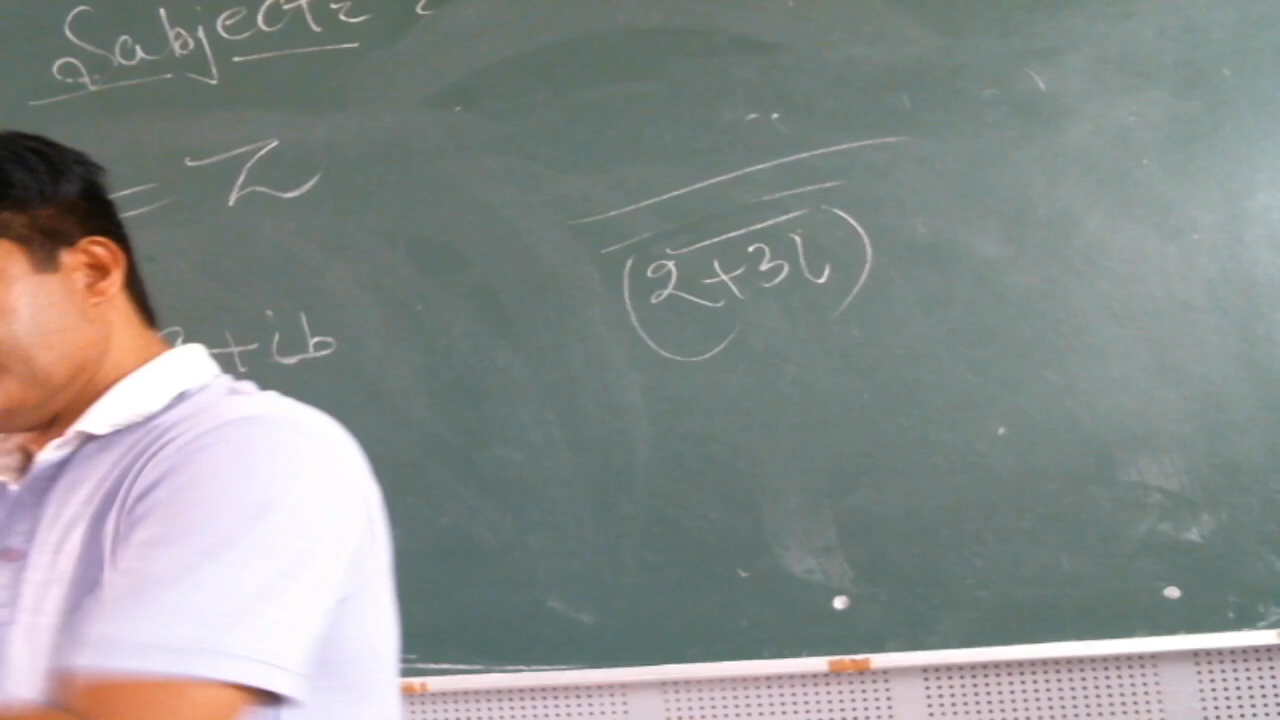 Subject:
= Z
(2+3i)
+ib